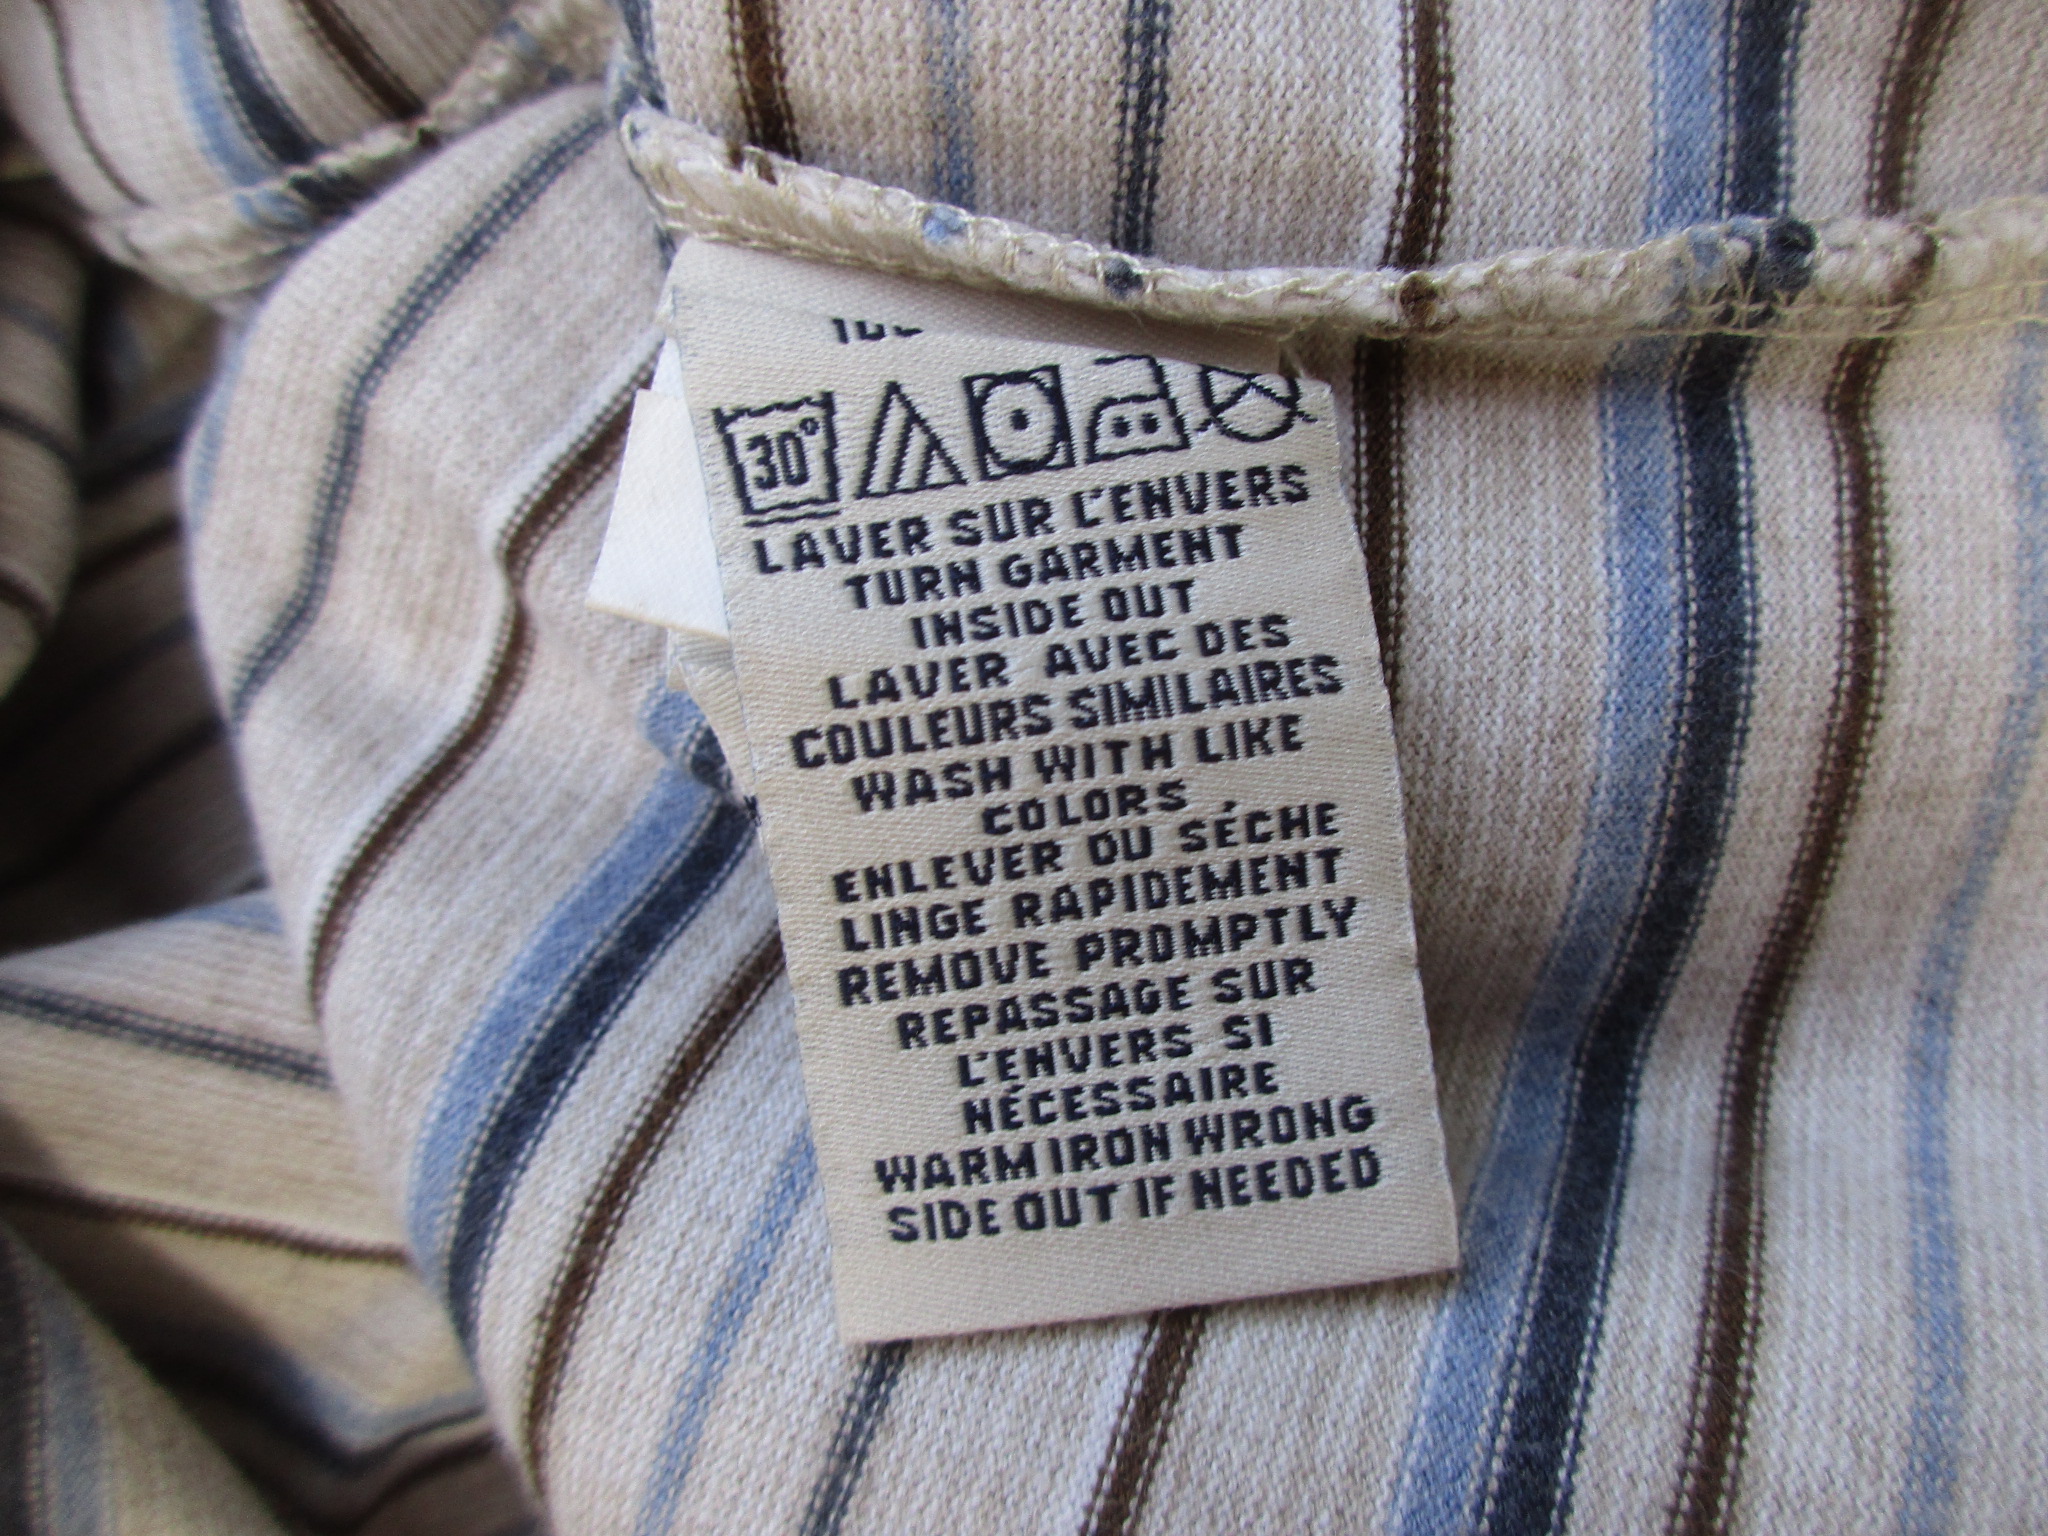 30°
LAVER SUR L'ENVERS
TURN GARMENT
INSIDE OUT
LAVER AVEC DES
COULEURS SIMILAIRES
WASH WITH LIKE
COLORS
ENLEVER DU SÉCHE
LINGE RAPIDEMENT
REMOVE PROMPTLY
REPASSAGE SUR
L'ENVERS SI
NÉCESSAIRE
WARM IRON WRONG
SIDE OUT IF NEEDED